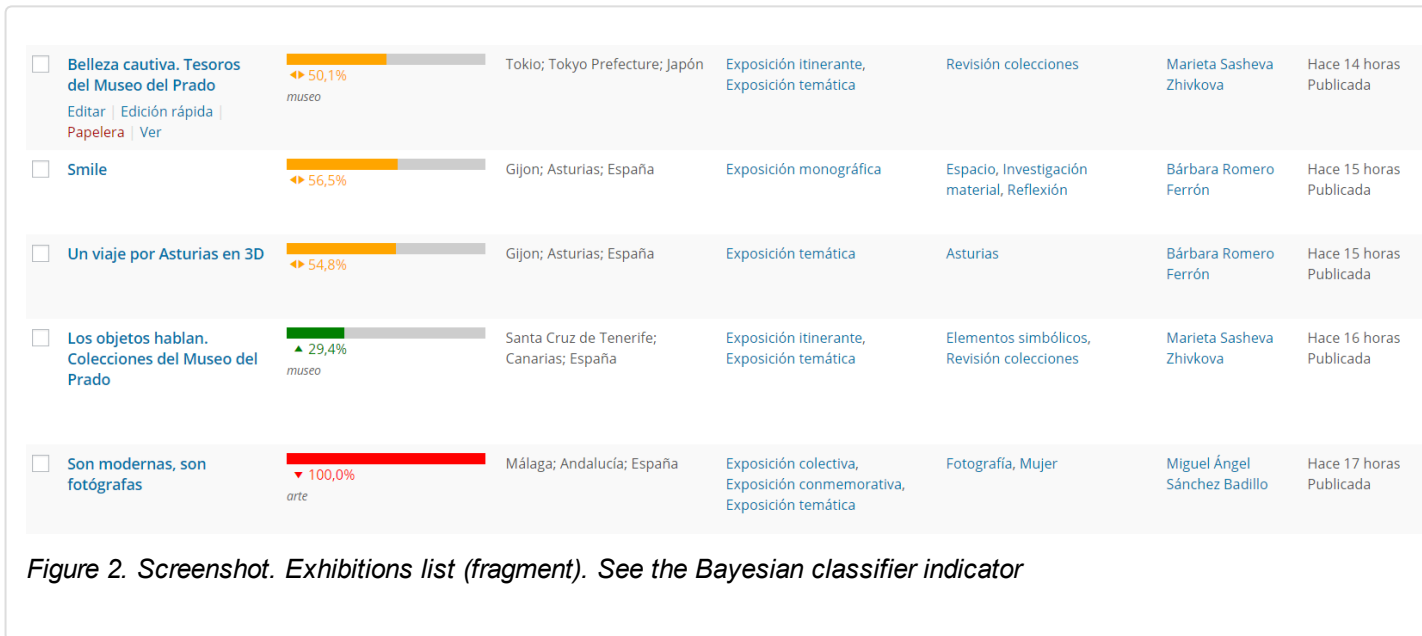 Belleza cautiva. Tesoros
del Museo del Prado
Editar | Edición rápida |
Papelera | Ver
50,1%
museo
Tokio; Tokyo Prefecture; Japón
Exposición itinerante,
Exposición temática
Revisión colecciones
Marieta Sasheva
Zhivkova
Hace 14 horas
Publicada
Smile
56,5%
Gijon; Asturias; España
Exposición monográfica
Espacio, Investigación
material, Reflexión
Bárbara Romero
Ferrón
Hace 15 horas
Publicada
Un viaje por Asturias en 3D
54,8%
Gijon; Asturias; España
Exposición temática
Asturias
Bárbara Romero
Ferrón
Hace 15 horas
Publicada
Los objetos hablan.
Colecciones del Museo del
Prado
29,4%
museo
Santa Cruz de Tenerife;
Canarias; España
Exposición itinerante,
Exposición temática
Elementos simbólicos,
Revisión colecciones
Marieta Sasheva
Zhivkova
Hace 16 horas
Publicada
Son modernas, son
fotógrafas
100,0%
arte
Málaga; Andalucía; España
Exposición colectiva,
Exposición conmemorativa,
Exposición temática
Fotografía, Mujer
Miguel Ángel
Sánchez Badillo
Hace 17 horas
Publicada
Figure 2. Screenshot. Exhibitions list (fragment). See the Bayesian classifier indicator